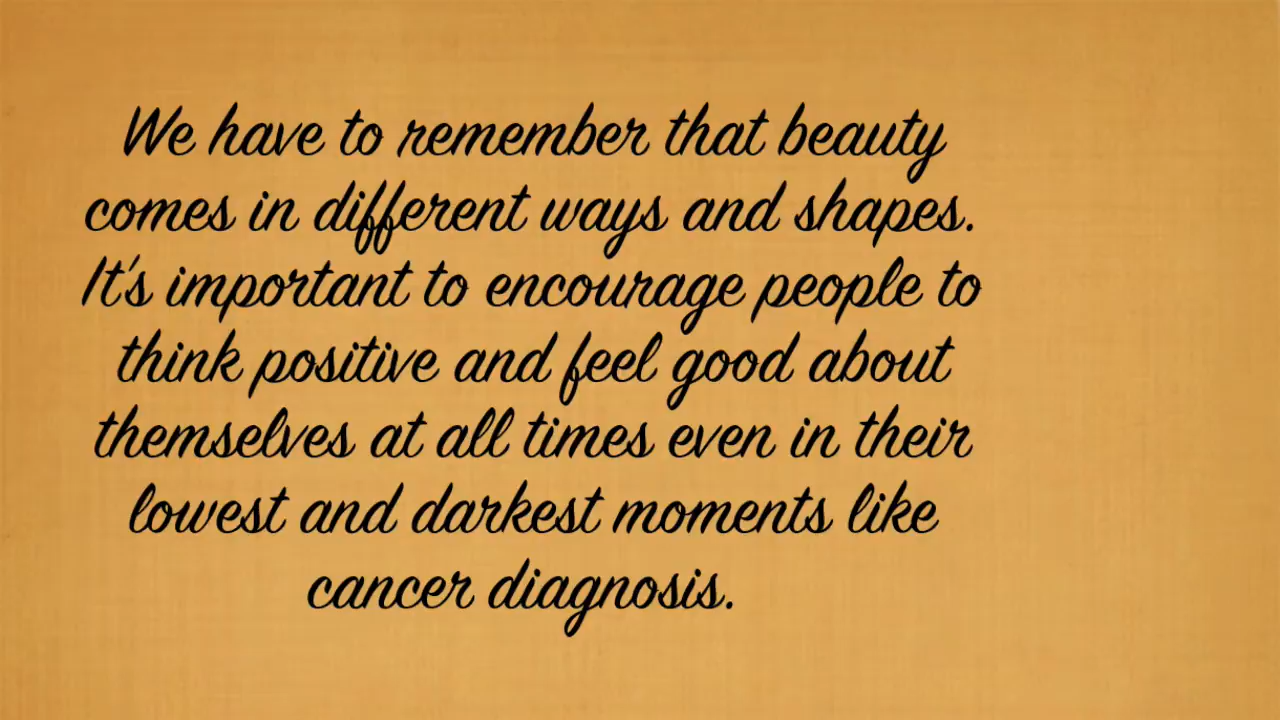 We have to remember that beauty
comes in different ways and shapes.
It's important to encourage people to
think positive and feel good about
themselves at all times even in their
lowest and darkest moments like
cancer diagnosis.